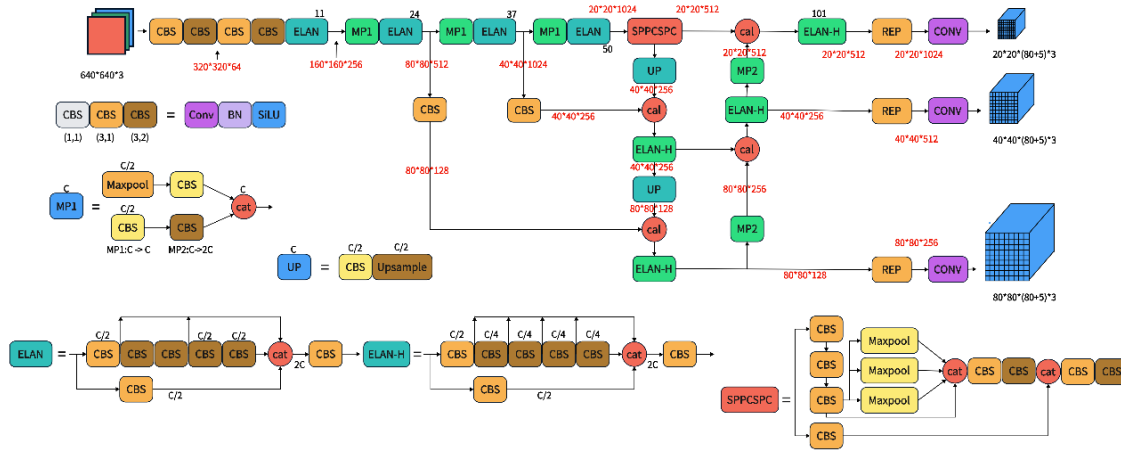 11 24 37 20*20*1024 20*20*512 101
CBS CBS CBS CBS ELAN MP1 ELAN MP1 ELAN MP1 ELAN SPPCSPC cal ELAN-H REP CONV
50
640*640*3 320*320*64 160*160*256 80*80*512 40*40*1024 20*20*512 20*20*512 20*20*1024 20*20*(80+5)*3
UP MP2
40*40*256
CBS CBS cal ELAN-H REP CONV
40*40*256 40*40*256 40*40*512 40*40*(80+5)*3
CBS CBS CBS = Conv BN SiLU
(1,1) (3,1) (3,2)
ELAN-H cal
40*40*256
80*80*128 UP 80*80*256
80*80*128
C C/2 C
MP1 = Maxpool CBS cat
C/2
CBS CBS
MP1:C -> C MP2:C->2C
cal MP2
80*80*256
C C/2 C/2
UP = CBS Upsample
ELAN-H REP CONV
80*80*128 80*80*(80+5)*3
C/2 C/2 C/2
ELAN = CBS CBS CBS CBS CBS cat CBS
2C
CBS
C/2
C/2 C/4 C/4 C/4 C/4
ELAN-H = CBS CBS CBS CBS CBS cat CBS
2C
CBS
C/2
CBS
Maxpool
CBS
Maxpool cat CBS CBS cat CBS CBS
SPPCSPC = CBS Maxpool
CBS